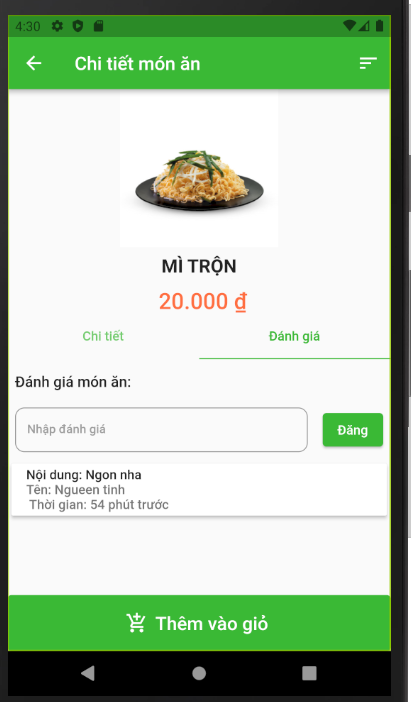 4:30
Chi tiết món ăn
MÌ TRỘN
20.000 ₫
Chi tiết
Đánh giá
Đánh giá món ăn:
Nhập đánh giá
Đăng
Nội dung: Ngon nha
Tên: Ngueen tinh
Thời gian: 54 phút trước
Thêm vào giỏ